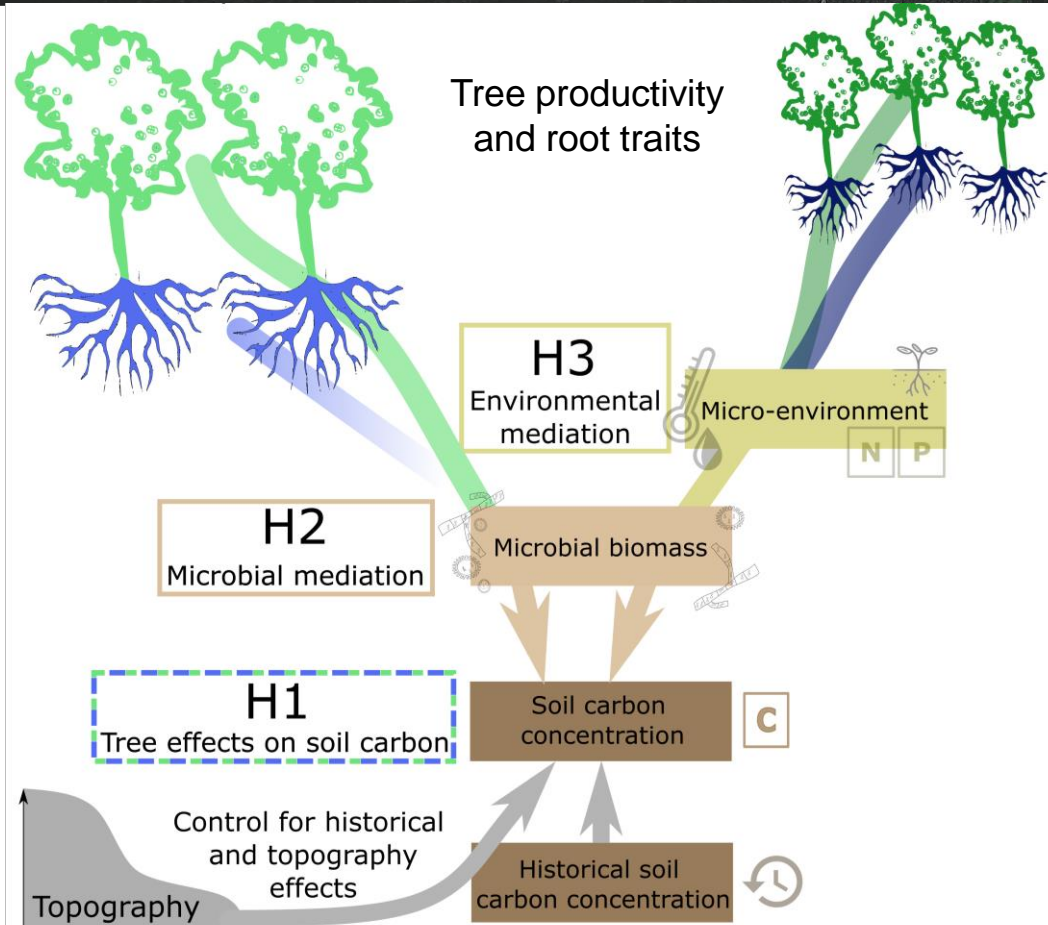 Tree productivity
and root traits
H3
Environmental
mediation
Micro-environment
N P
H2
Microbial mediation
Microbial biomass
H1
Tree effects on soil carbon
Soil carbon
concentration
C
Control for historical
and topography
effects
Historical soil
carbon concentration
Topography